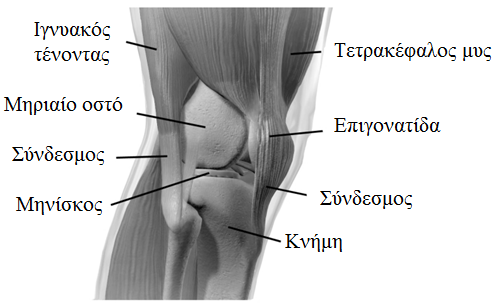 Ιγνυακός
τένοντας
Τετρακέφαλος μυς
Μηριαίο οστό
Επιγονατίδα
Σύνδεσμος
Μηνίσκος
Σύνδεσμος
Κνήμη